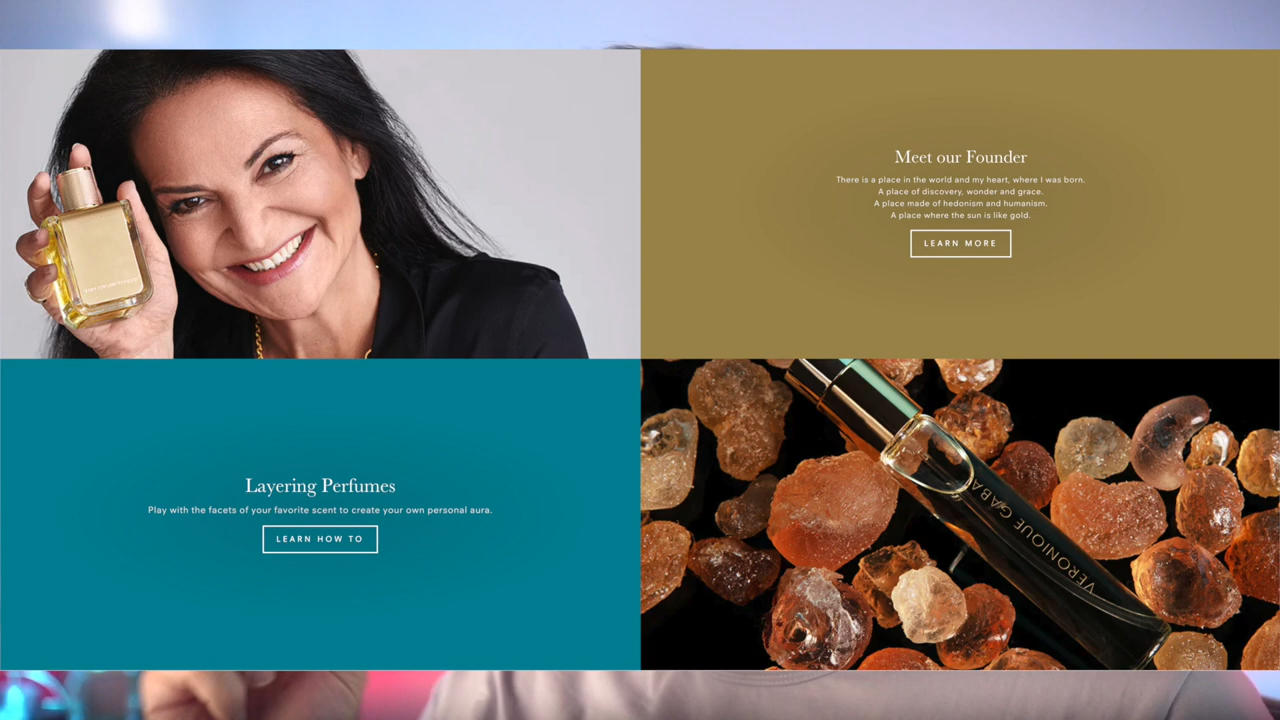 Meet our Founder
There is a place in the world and my heart, where I was born.
A place of discovery, wonder and grace.
A place made of hedonism and humanism.
A place where the sun is like gold.
LEARN MORE
Layering Perfumes
Play with the facets of your favorite scent to create your own personal aura.
LEARN HOW TO
VERONIQUE GABA